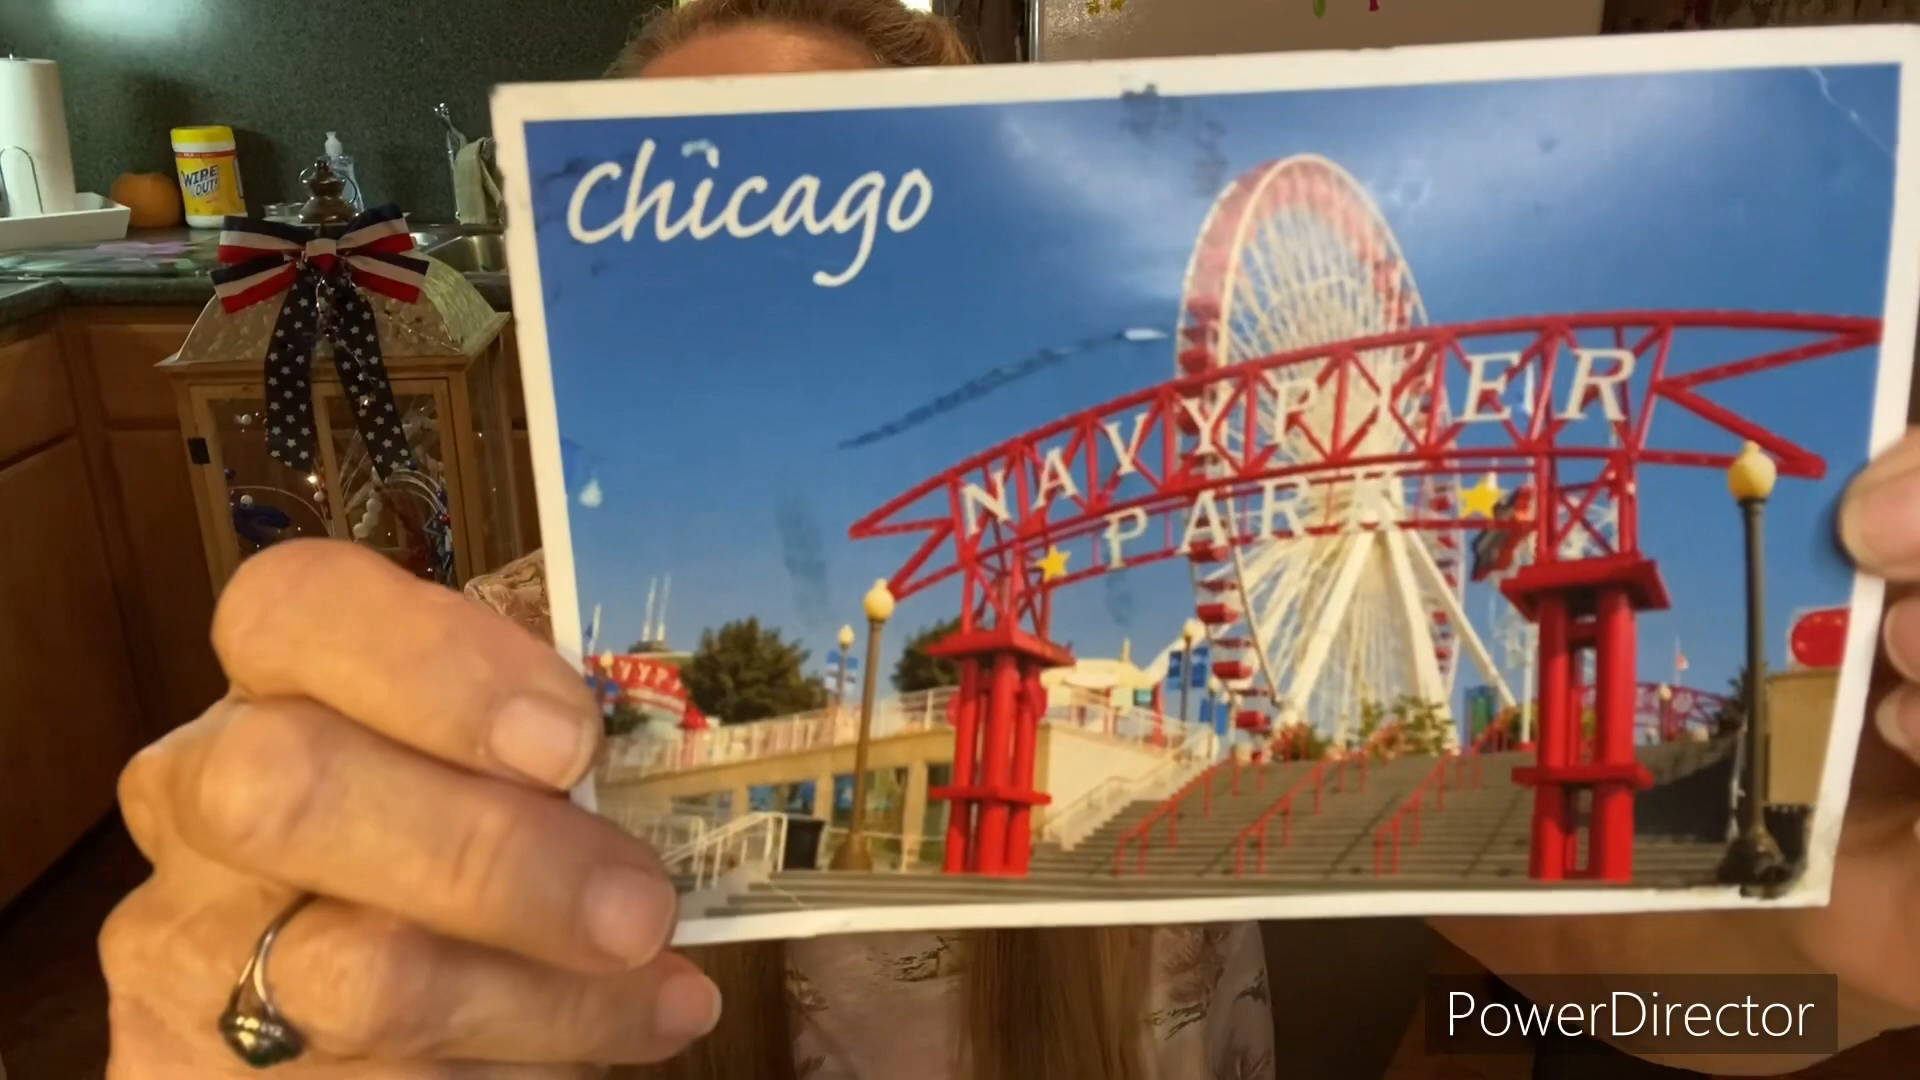 WIPE
OUT!
Chicago
NAVY PIER
PARK
PowerDirector